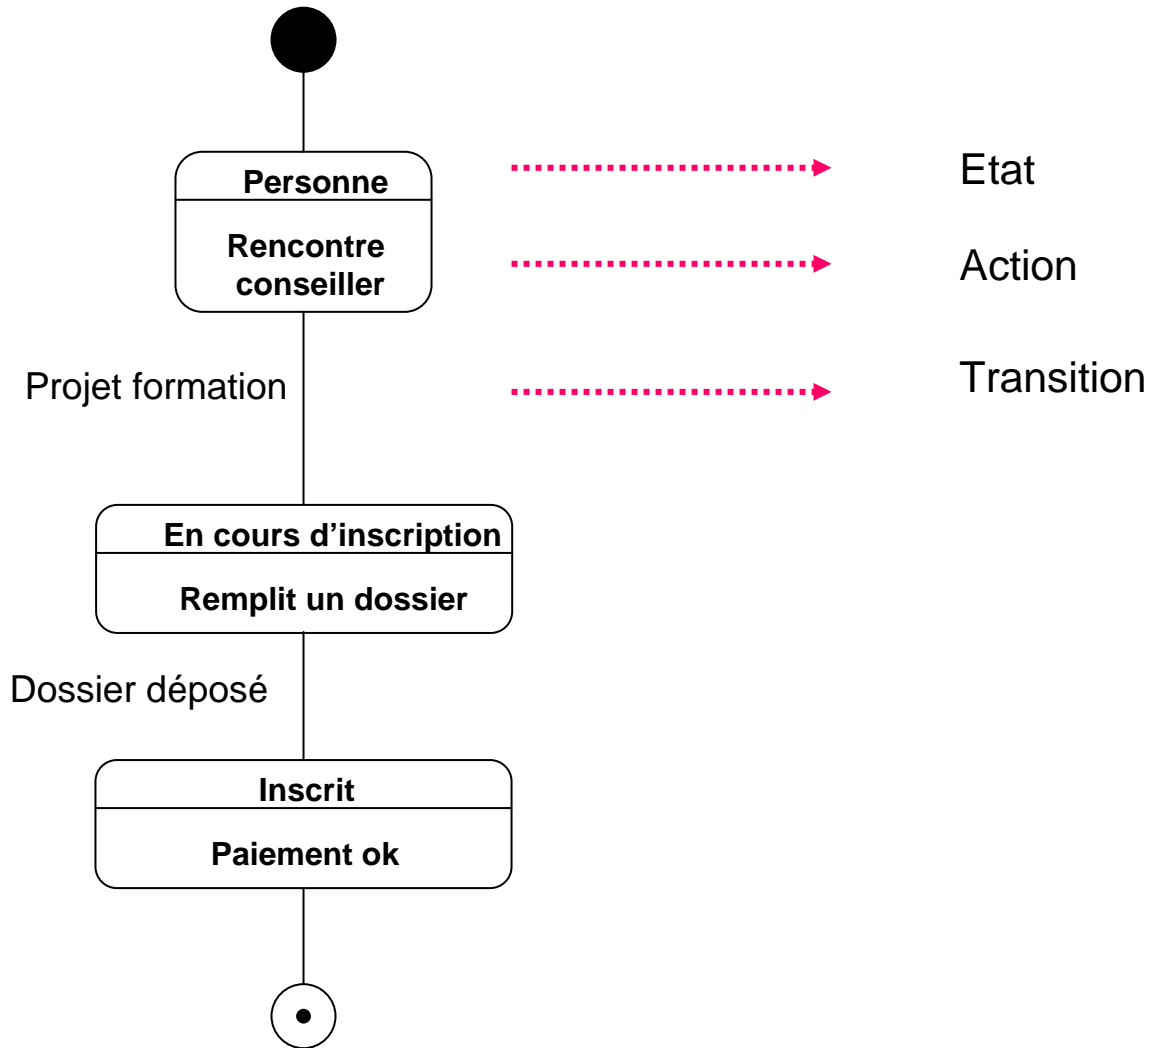 Personne
Etat
Rencontre
conseiller
Action
Projet formation
Transition
En cours d’inscription
Remplit un dossier
Dossier déposé
Inscrit
Paiement ok